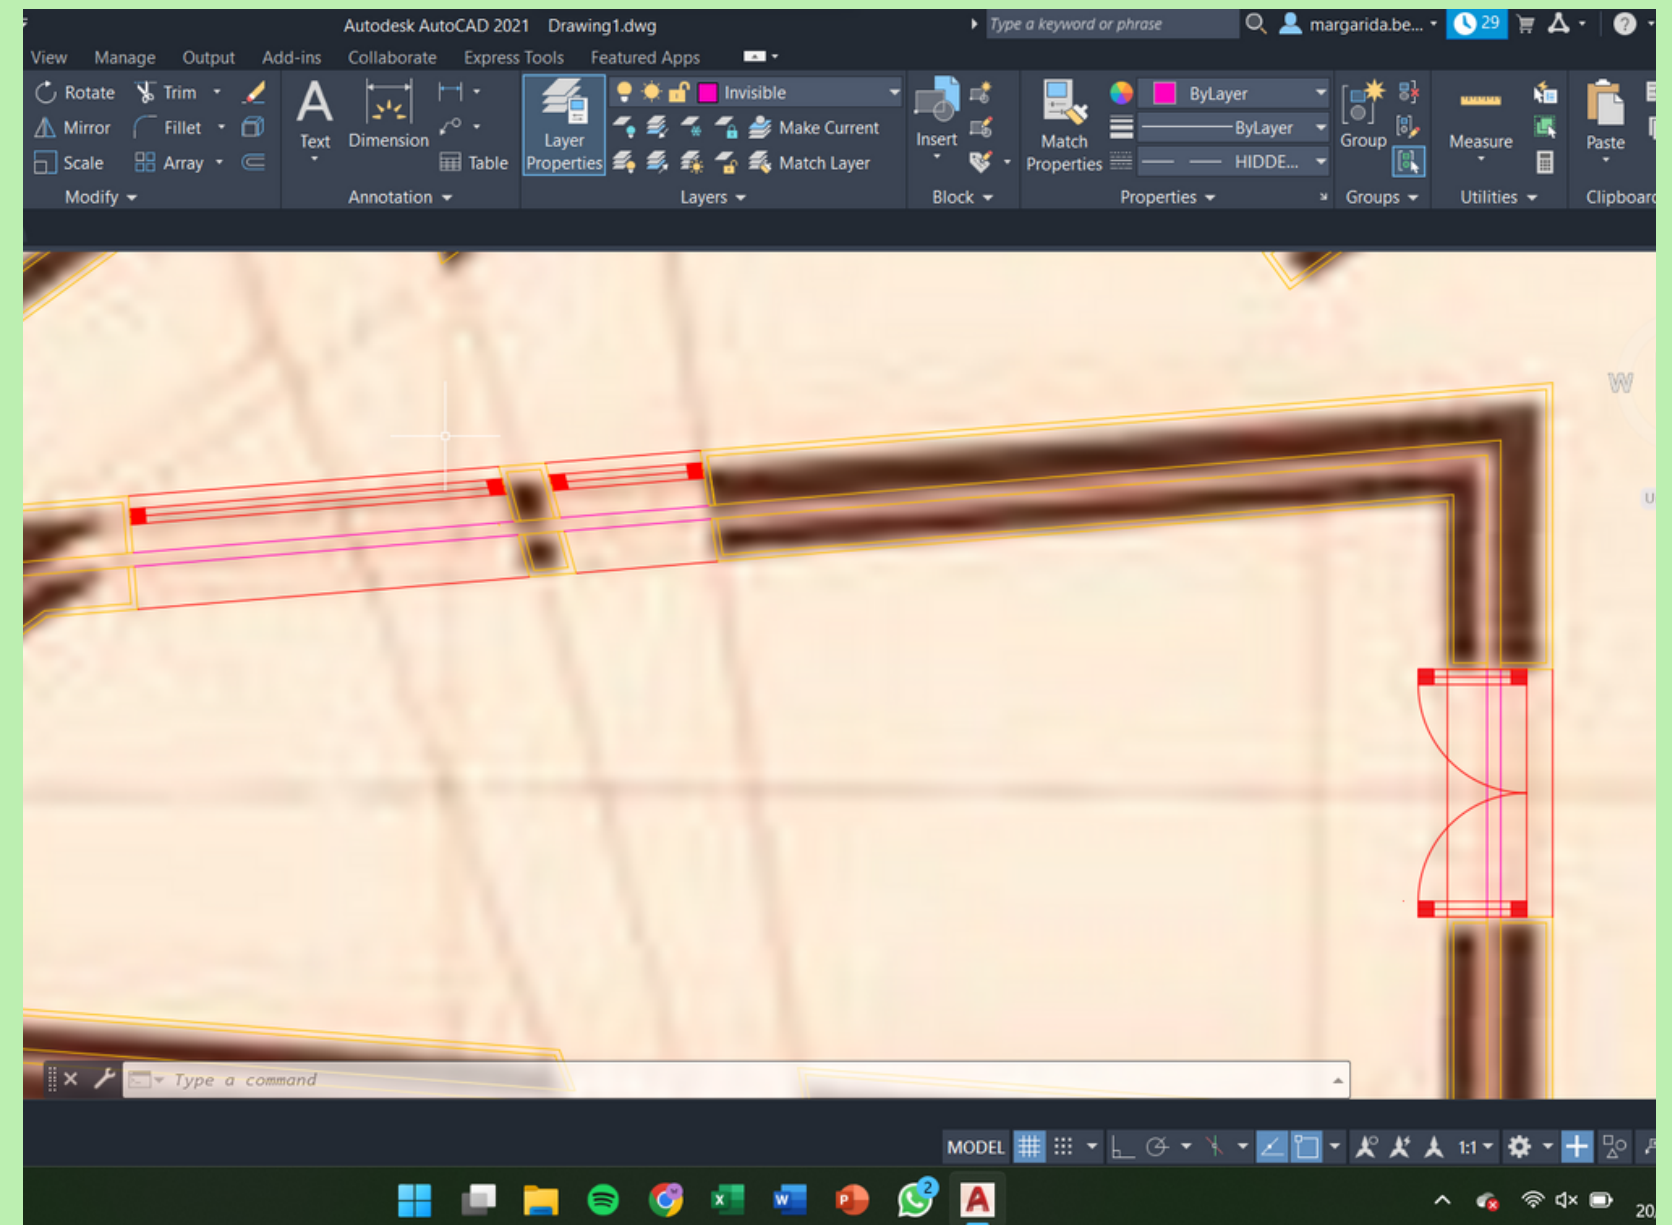 Autodesk AutoCAD 2021 Drawing1.dwg Type a keyword or phrase margarida.be... 29
View Manage Output Add-ins Collaborate Express Tools Featured Apps
Rotate Trim Invisible ByLayer
Mirror Fillet Make Current ByLayer
Text Dimension Layer Properties Insert Match Properties Group Measure Paste
Scale Array Table Match Layer HIDDE...
Modify Annotation Layers Block Properties Groups Utilities Clipboar
W
U
Type a command
MODEL 1:1
2
20